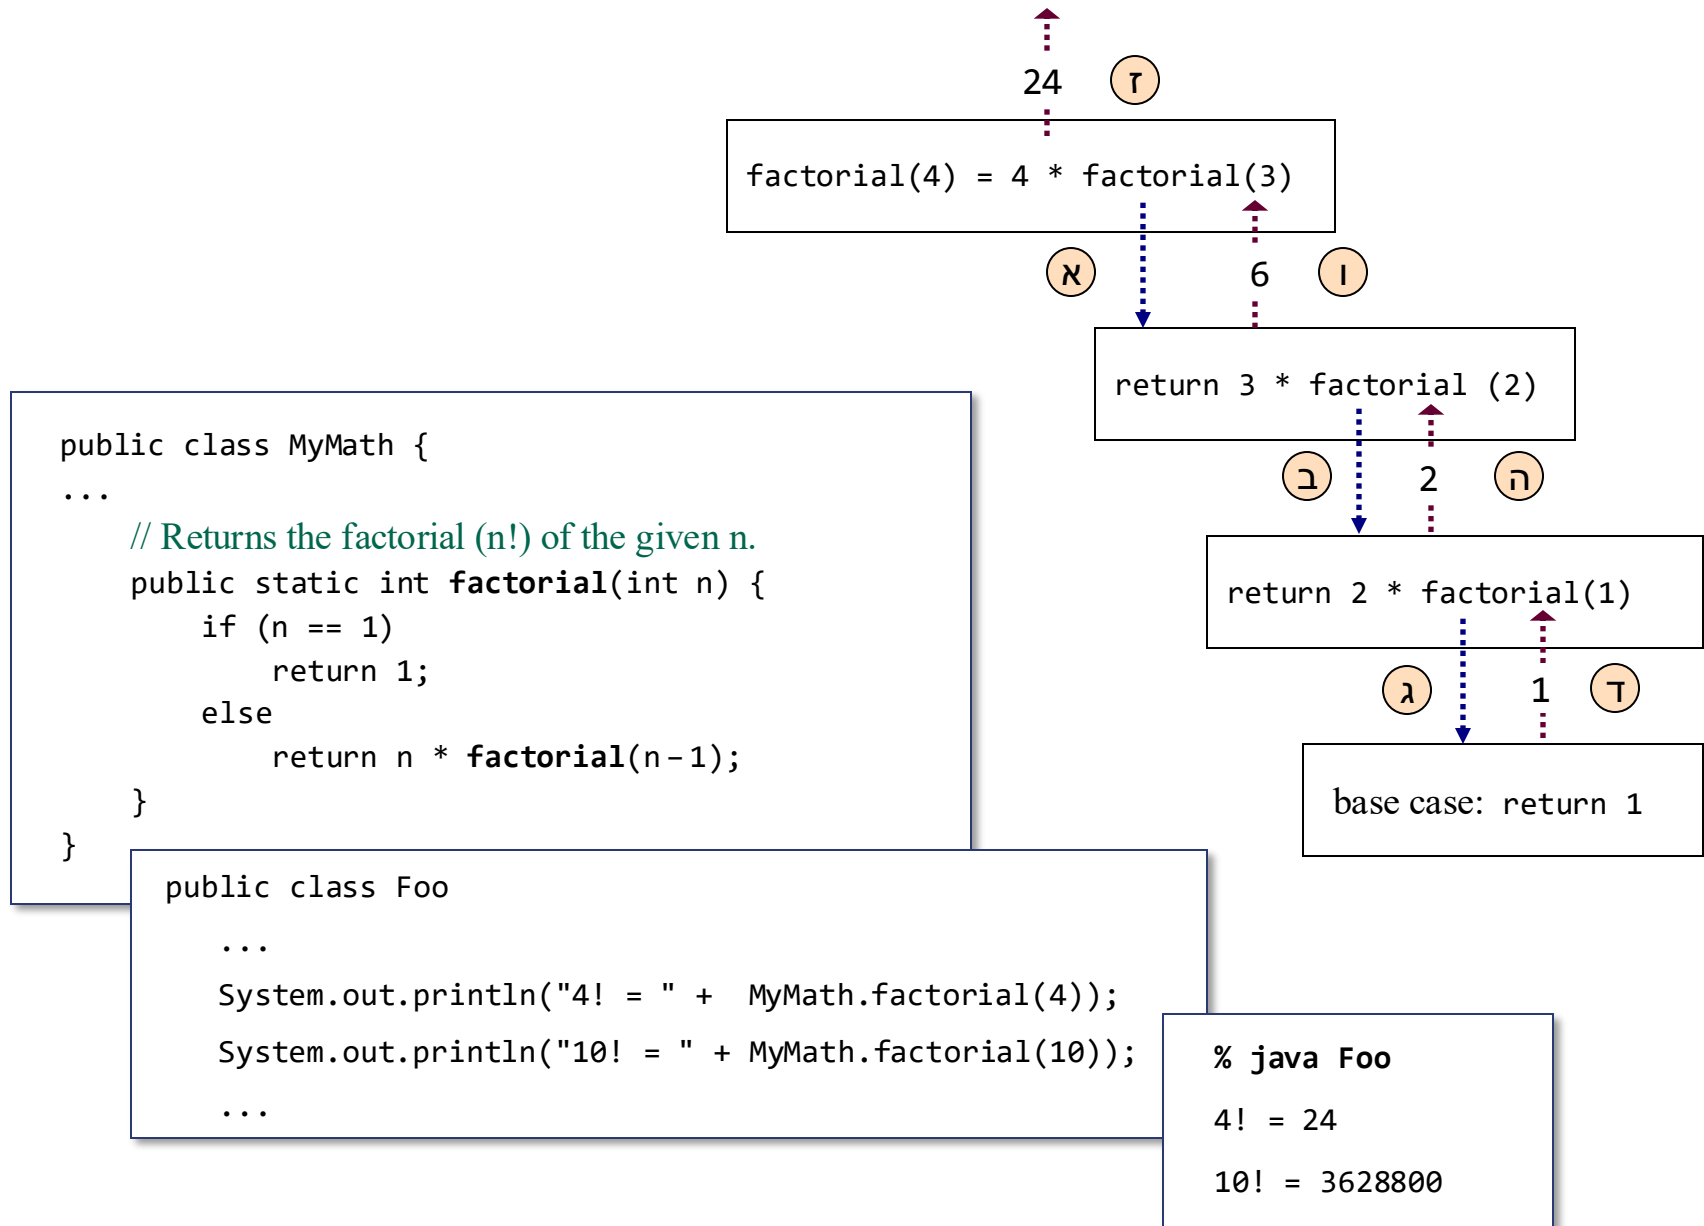 24 ז
factorial(4) = 4 * factorial(3)
א 6 ו
return 3 * factorial (2)
ב 2 ה
return 2 * factorial(1)
ג 1 ד
base case: return 1
public class MyMath {
...
// Returns the factorial (n!) of the given n.
public static int factorial(int n) {
if (n == 1)
return 1;
else
return n * factorial(n–1);
}
}
public class Foo
...
System.out.println("4! = " +  MyMath.factorial(4));
System.out.println("10! = " + MyMath.factorial(10));
...
% java Foo
4! = 24
10! = 3628800